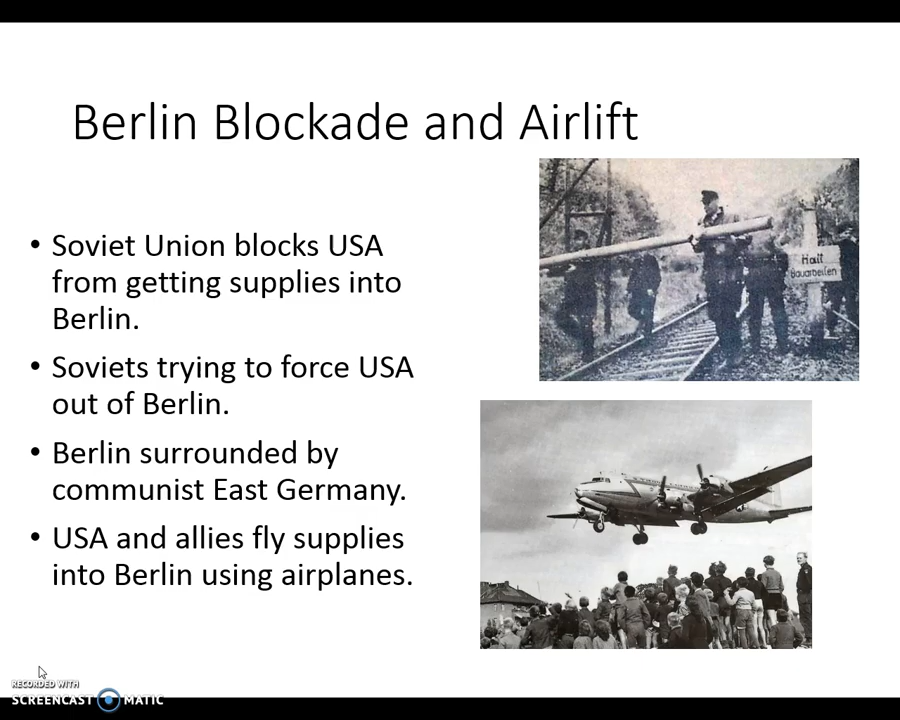 Berlin Blockade and Airlift
• Soviet Union blocks USA
from getting supplies into
Berlin.
• Soviets trying to force USA
out of Berlin.
• Berlin surrounded by
communist East Germany.
• USA and allies fly supplies
into Berlin using airplanes.
Halt
Bauarbeiten
RECORDED WITH
SCREENCAST MATIC